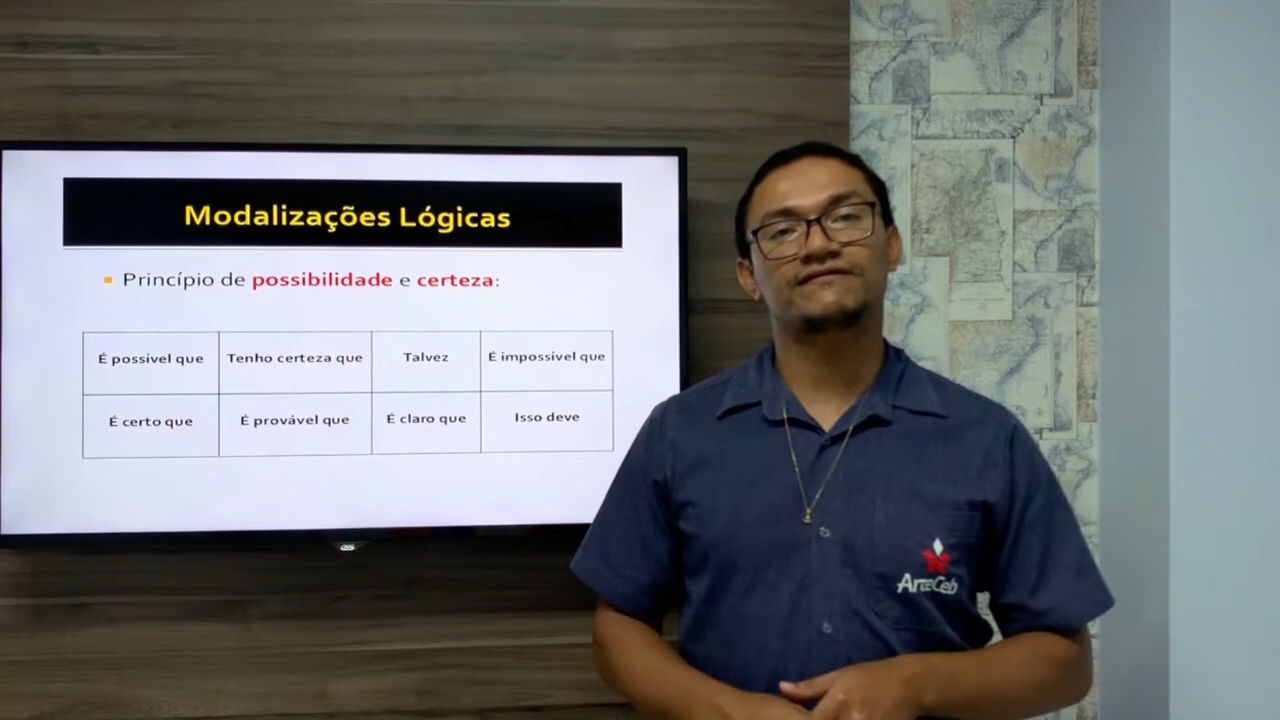 Modalizações Lógicas
Princípio de possibilidade e certeza:
É possível que Tenho certeza que Talvez É impossível que
É certo que É provável que É claro que Isso deve
ArteCeb